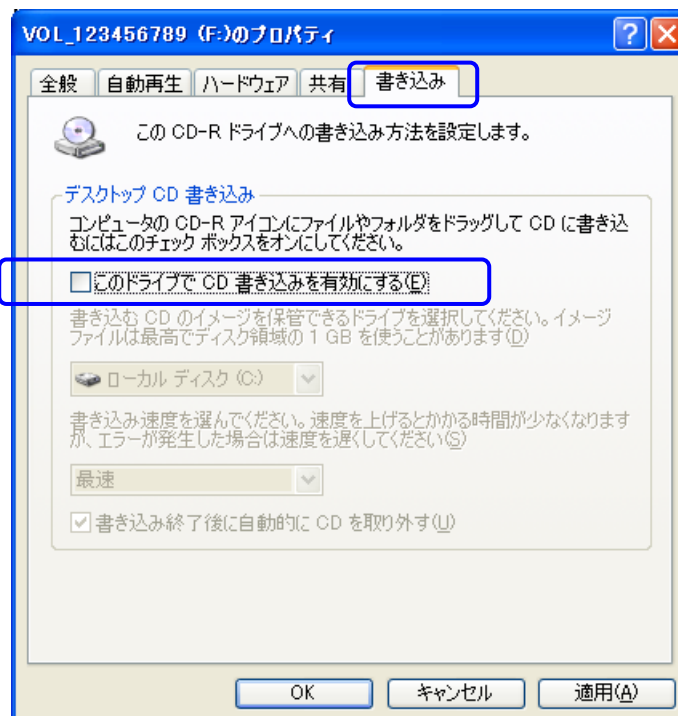 VOL_123456789 (F:)のプロパティ
全般 自動再生 ハードウェア 共有 書き込み
この CD-R ドライブへの書き込み方法を設定します。
デスクトップ CD 書き込み
コンピュータの CD-R アイコンにファイルやフォルダをドラッグして CD に書き込
むにはこのチェック ボックスをオンにしてください。
このドライブで CD 書き込みを有効にする(E)
書き込む CD のイメージを保管できるドライブを選択してください。イメージ
ファイルは最高でディスク領域の 1 GB を使うことがあります(D)
ローカル ディスク (C:)
書き込み速度を選んでください。速度を上げるとかかる時間が少なくなります
が、エラーが発生した場合は速度を遅くしてください(S)
最速
書き込み終了後に自動的に CD を取り外す(U)
OK キャンセル 適用(A)